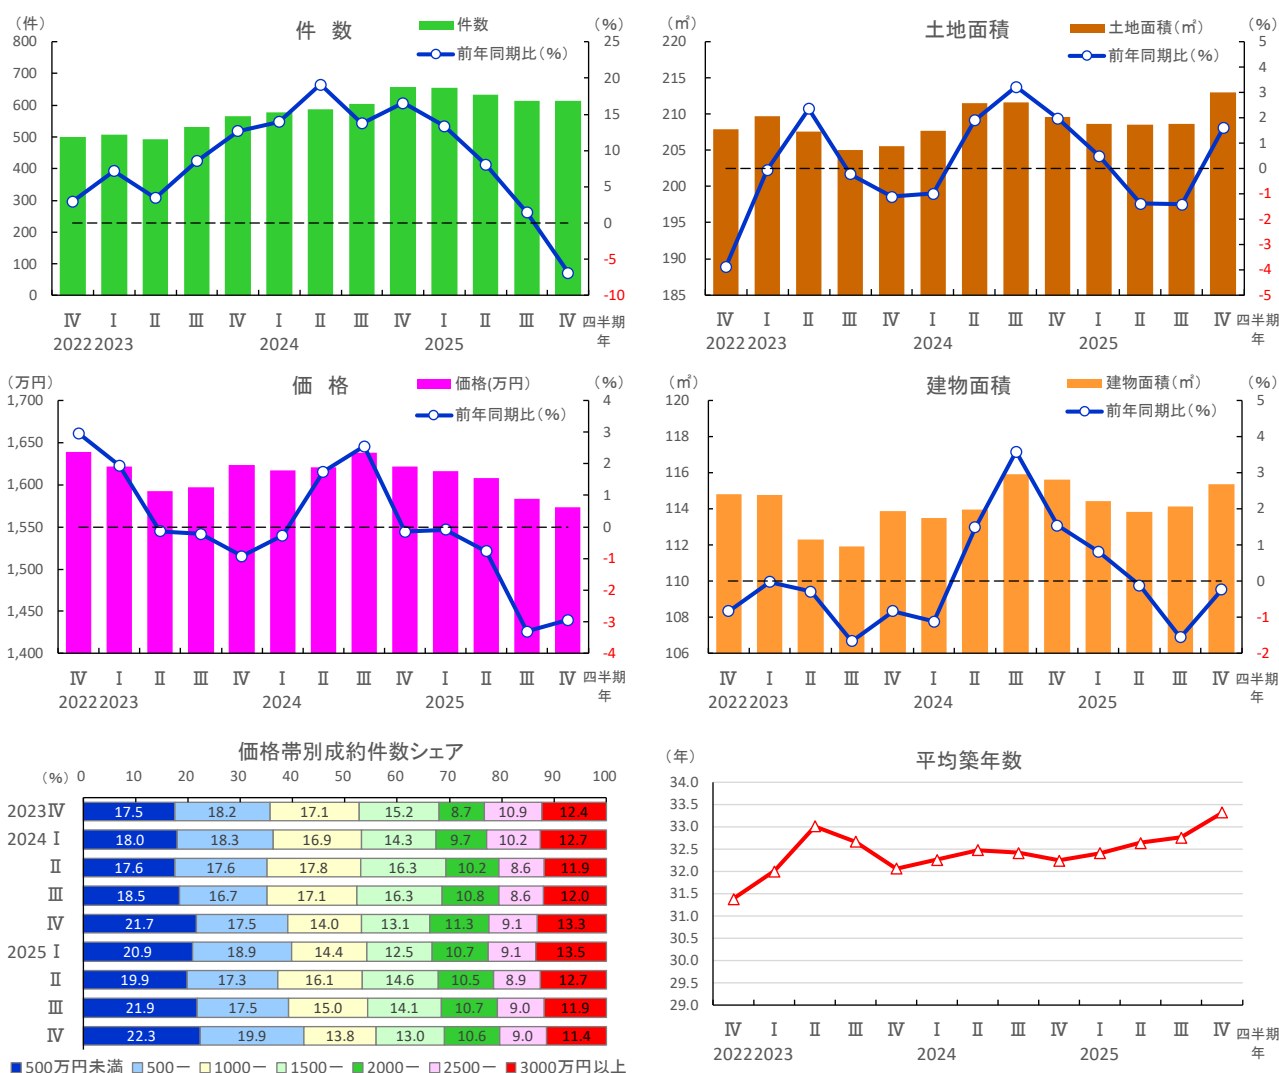 (件)
件　数
(%)
件数
前年同期比(%)
800
700
600
500
400
300
200
100
0
25
20
15
10
5
0
-5
-10
Ⅳ Ⅰ Ⅱ Ⅲ Ⅳ Ⅰ Ⅱ Ⅲ Ⅳ Ⅰ Ⅱ Ⅲ Ⅳ 四半期
2022 2023 2024 2025 年
(㎡)
土地面積
(%)
土地面積(㎡)
前年同期比(%)
220
215
210
205
200
195
190
185
5
4
3
2
1
0
-1
-2
-3
-4
-5
Ⅳ Ⅰ Ⅱ Ⅲ Ⅳ Ⅰ Ⅱ Ⅲ Ⅳ Ⅰ Ⅱ Ⅲ Ⅳ 四半期
2022 2023 2024 2025 年
(万円)
価　格
(%)
価格(万円)
前年同期比(%)
1,700
1,650
1,600
1,550
1,500
1,450
1,400
4
3
2
1
0
-1
-2
-3
-4
Ⅳ Ⅰ Ⅱ Ⅲ Ⅳ Ⅰ Ⅱ Ⅲ Ⅳ Ⅰ Ⅱ Ⅲ Ⅳ 四半期
2022 2023 2024 2025 年
(㎡)
建物面積
(%)
建物面積(㎡)
前年同期比(%)
120
118
116
114
112
110
108
106
5
4
3
2
1
0
-1
-2
Ⅳ Ⅰ Ⅱ Ⅲ Ⅳ Ⅰ Ⅱ Ⅲ Ⅳ Ⅰ Ⅱ Ⅲ Ⅳ 四半期
2022 2023 2024 2025 年
価格帯別成約件数シェア
(%) 0 10 20 30 40 50 60 70 80 90 100
2023Ⅳ 17.5 18.2 17.1 15.2 8.7 10.9 12.4
2024 Ⅰ 18.0 18.3 16.9 14.3 9.7 10.2 12.7
Ⅱ 17.6 17.6 17.8 16.3 10.2 8.6 11.9
Ⅲ 18.5 16.7 17.1 16.3 10.8 8.6 12.0
Ⅳ 21.7 17.5 14.0 13.1 11.3 9.1 13.3
2025 Ⅰ 20.9 18.9 14.4 12.5 10.7 9.1 13.5
Ⅱ 19.9 17.3 16.1 14.6 10.5 8.9 12.7
Ⅲ 21.9 17.5 15.0 14.1 10.7 9.0 11.9
Ⅳ 22.3 19.9 13.8 13.0 10.6 9.0 11.4
500万円未満 500ー 1000ー 1500ー 2000ー 2500ー 3000万円以上
(年)
平均築年数
34.0
33.5
33.0
32.5
32.0
31.5
31.0
30.5
30.0
29.5
29.0
Ⅳ Ⅰ Ⅱ Ⅲ Ⅳ Ⅰ Ⅱ Ⅲ Ⅳ Ⅰ Ⅱ Ⅲ Ⅳ 四半期
2022 2023 2024 2025 年